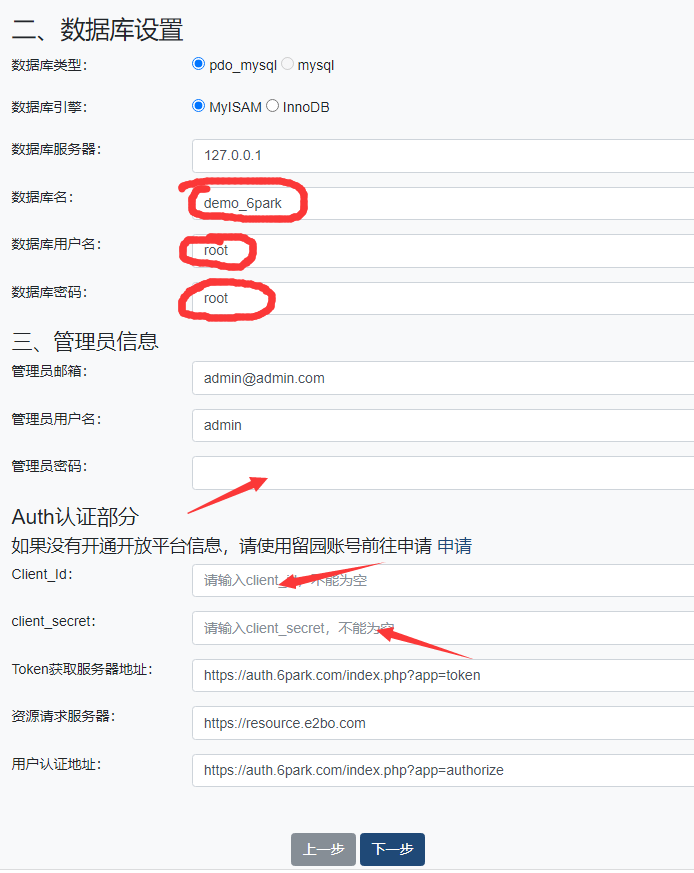 二、数据库设置
数据库类型： pdo_mysql mysql
数据库引擎： MyISAM InnoDB
数据库服务器： 127.0.0.1
数据库名： demo_6park
数据库用户名： root
数据库密码： root
三、管理员信息
管理员邮箱： admin@admin.com
管理员用户名： admin
管理员密码：
Auth认证部分
如果没有开通开放平台信息，请使用留园账号前往申请 申请
Client_Id： 请输入client_ 不能为空
client_secret： 请输入client_secret，不能为空
Token获取服务器地址： https://auth.6park.com/index.php?app=token
资源请求服务器： https://resource.e2bo.com
用户认证地址： https://auth.6park.com/index.php?app=authorize
上一步 下一步